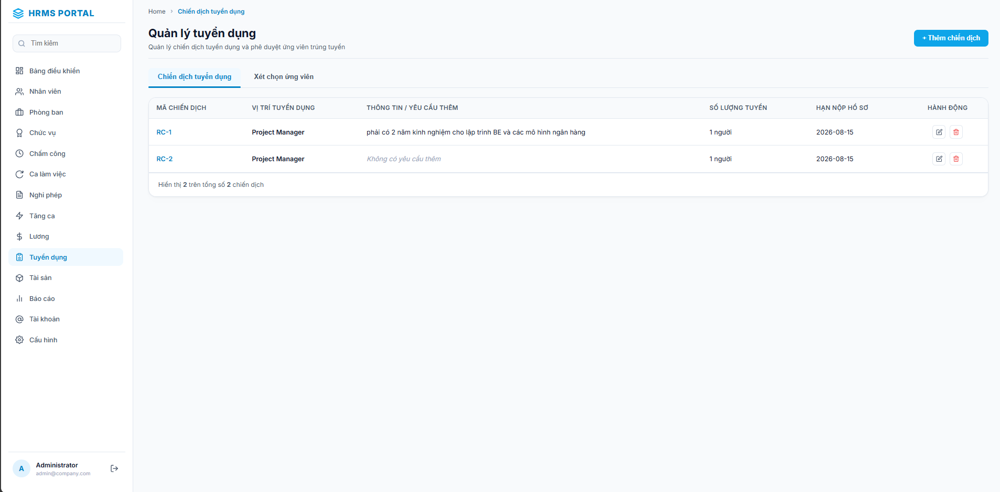 HRMS PORTAL
Tìm kiếm
Bảng điều khiển
Nhân viên
Phòng ban
Chức vụ
Chấm công
Ca làm việc
Nghỉ phép
Tăng ca
Lương
Tuyển dụng
Tài sản
Báo cáo
Tài khoản
Cấu hình
A
Administrator
admin@company.com
Home > Chiến dịch tuyển dụng
Quản lý tuyển dụng
Quản lý chiến dịch tuyển dụng và phê duyệt ứng viên trúng tuyển
+ Thêm chiến dịch
Chiến dịch tuyển dụng Xét chọn ứng viên
MÃ CHIẾN DỊCH VỊ TRÍ TUYỂN DỤNG THÔNG TIN / YÊU CẦU THÊM SỐ LƯỢNG TUYỂN HẠN NỘP HỒ SƠ HÀNH ĐỘNG
RC-1 Project Manager phải có 2 năm kinh nghiệm cho lập trình BE và các mô hình ngân hàng 1 người 2026-08-15
RC-2 Project Manager Không có yêu cầu thêm 1 người 2026-08-15
Hiển thị 2 trên tổng số 2 chiến dịch